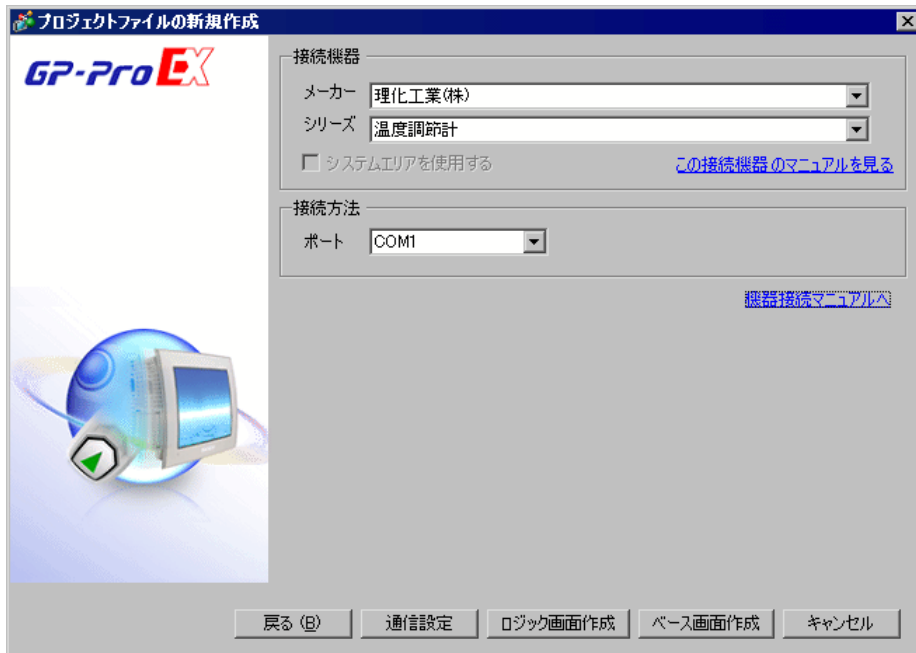 プロジェクトファイルの新規作成
GP-Pro EX
接続機器
メーカー 理化工業(株)
シリーズ 温度調節計
システムエリアを使用する この接続機器のマニュアルを見る
接続方法
ポート COM1
機器接続マニュアルへ
戻る(B) 通信設定 ロジック画面作成 ベース画面作成 キャンセル